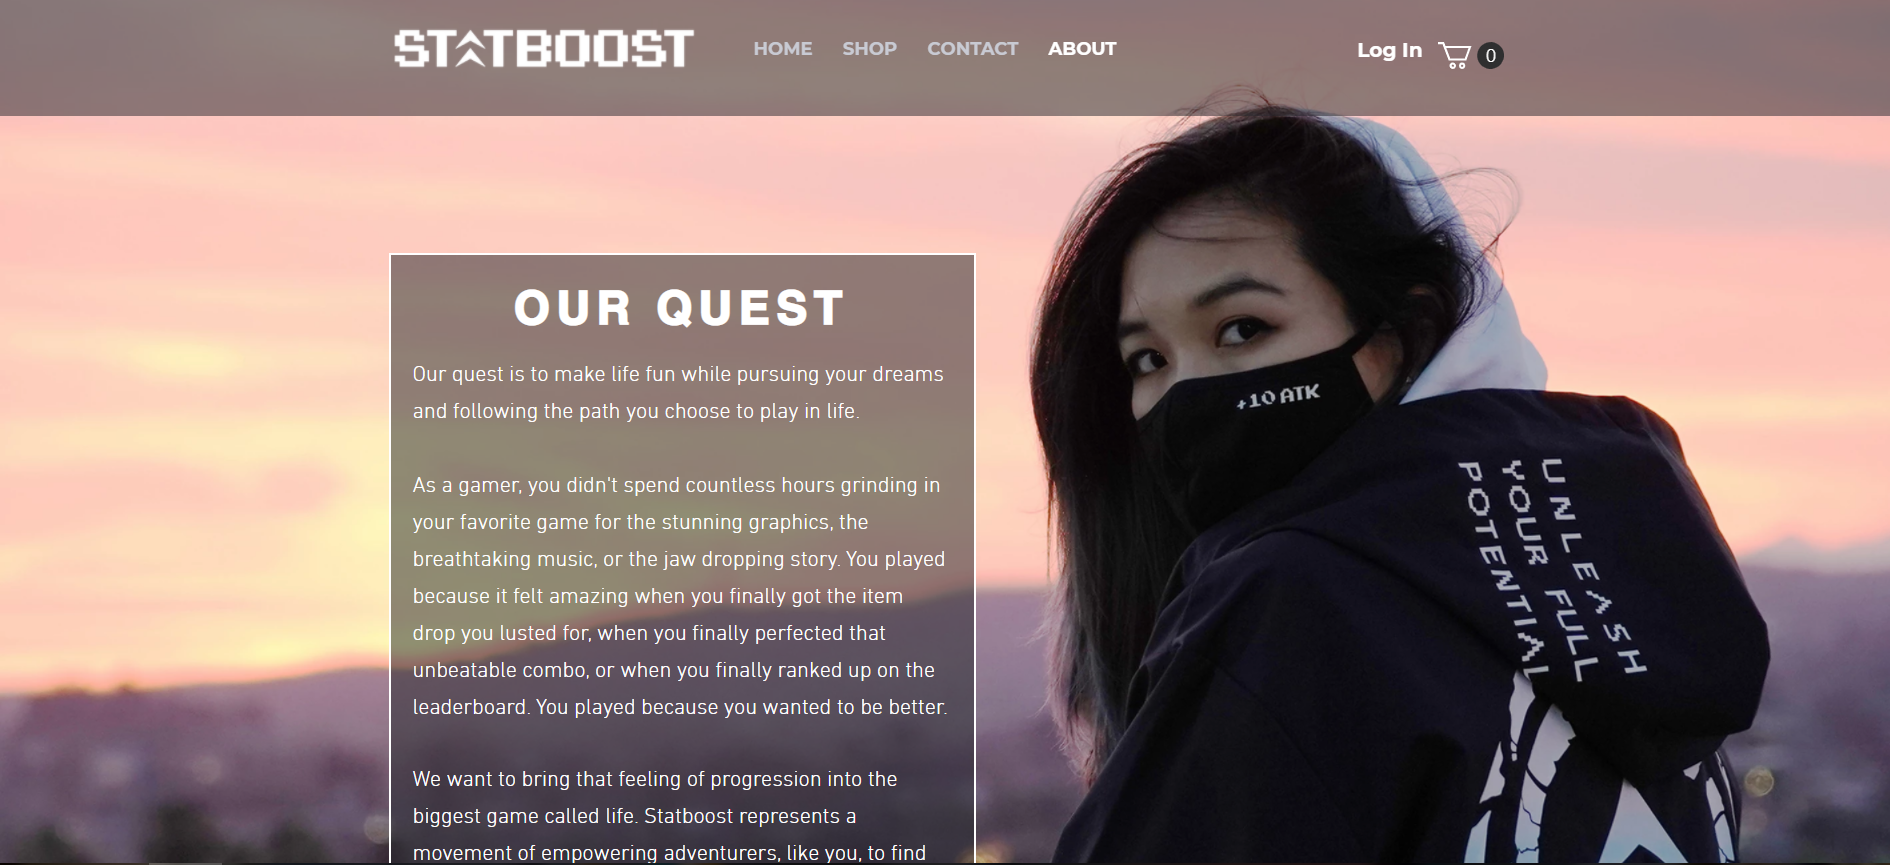 STATBOOST
HOME SHOP CONTACT ABOUT
Log In 0
OUR QUEST
Our quest is to make life fun while pursuing your dreams
and following the path you choose to play in life.
As a gamer, you didn't spend countless hours grinding in
your favorite game for the stunning graphics, the
breathtaking music, or the jaw dropping story. You played
because it felt amazing when you finally got the item
drop you lusted for, when you finally perfected that
unbeatable combo, or when you finally ranked up on the
leaderboard. You played because you wanted to be better.
We want to bring that feeling of progression into the
biggest game called life. Statboost represents a
movement of empowering adventurers, like you, to find
+10 ATK
UNLEASH
YOUR FULL
POTENTIAL